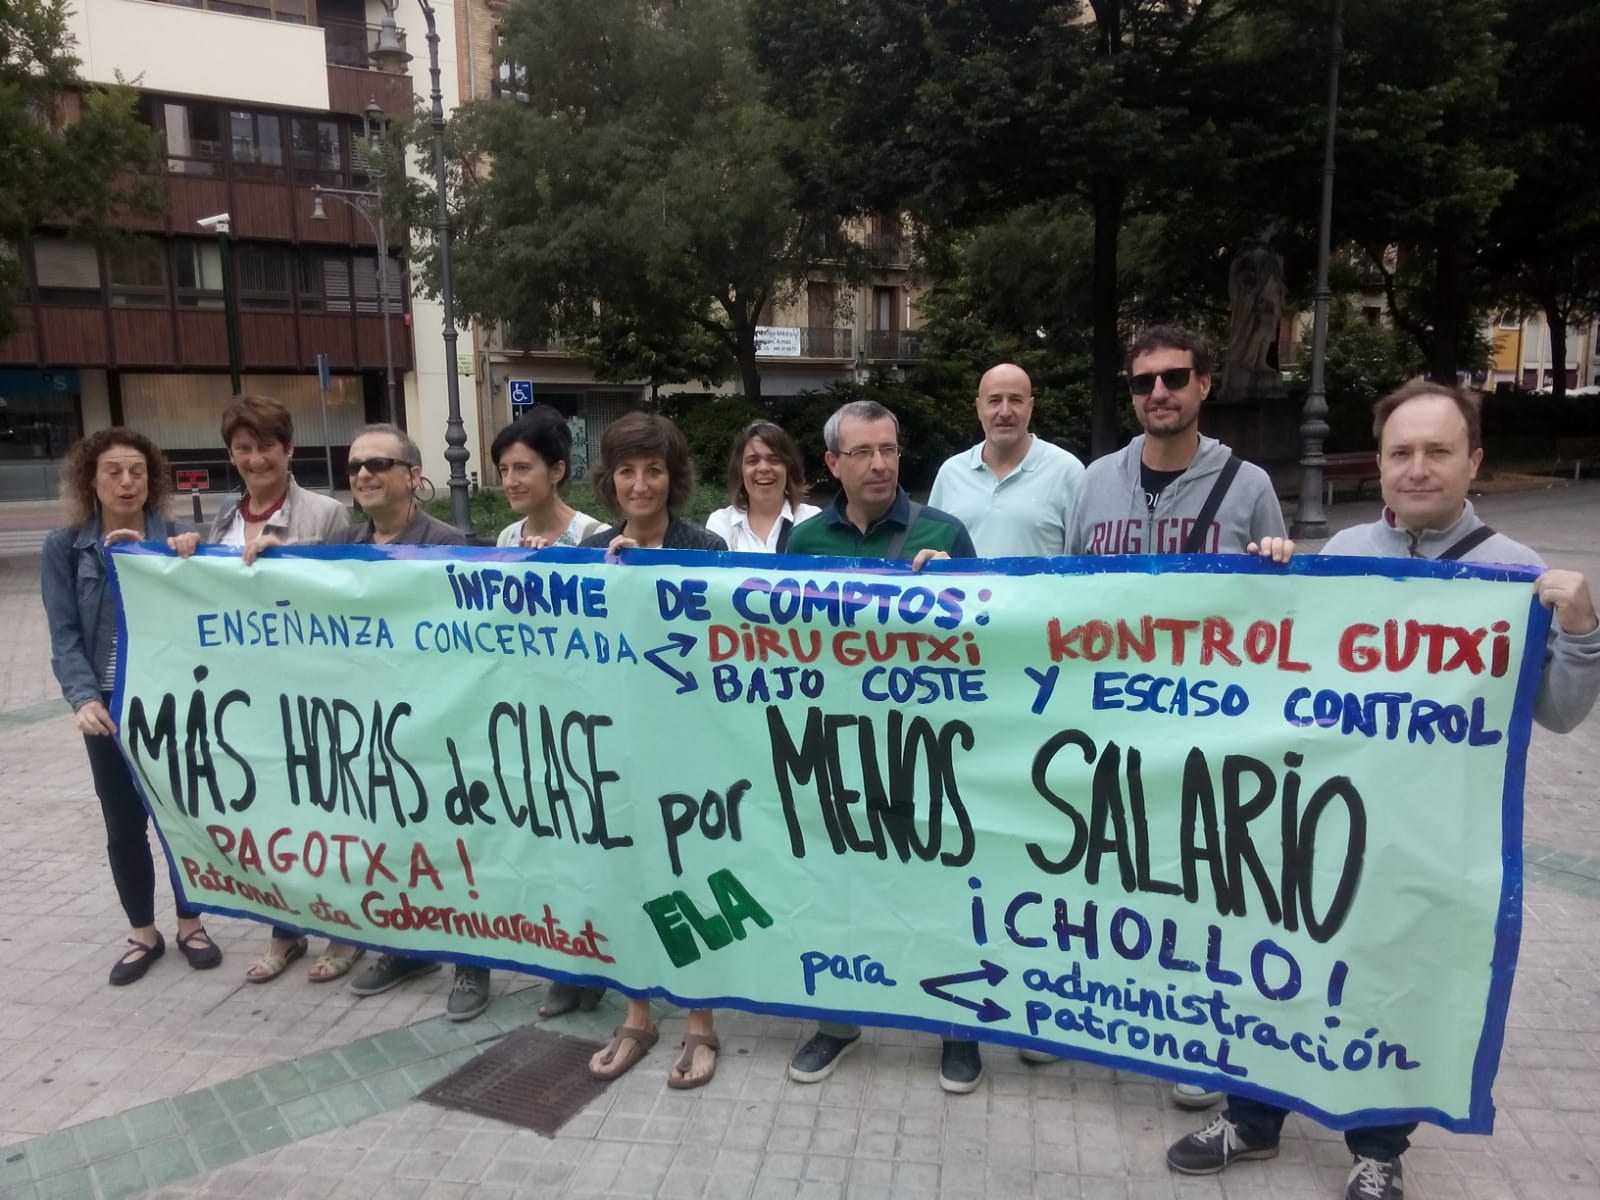 INFORME DE COMPTOS:
ENSEÑANZA CONCERTADA DIRU GUTXI KONTROL GUTXI
BAJO COSTE Y ESCASO CONTROL
MÁS HORAS de CLASE por MENOS SALARIO
PAGOTXA!
Patronal eta Gobernuarentzat
ELA
¡CHOLLO!
para administración
patronal